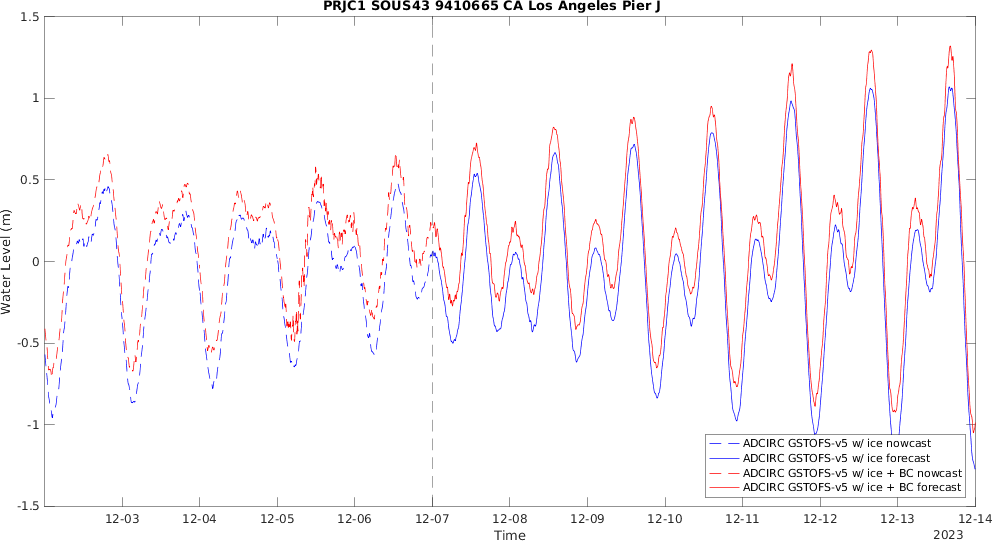 PRJC1 SOUS43 9410665 CA Los Angeles Pier J
1.5
1
0.5
0
-0.5
-1
-1.5
Water Level (m)
ADCIRC GSTOFS-v5 w/ ice nowcast
ADCIRC GSTOFS-v5 w/ ice forecast
ADCIRC GSTOFS-v5 w/ ice + BC nowcast
ADCIRC GSTOFS-v5 w/ ice + BC forecast
12-03 12-04 12-05 12-06 12-07 12-08 12-09 12-10 12-11 12-12 12-13 12-14
Time
2023